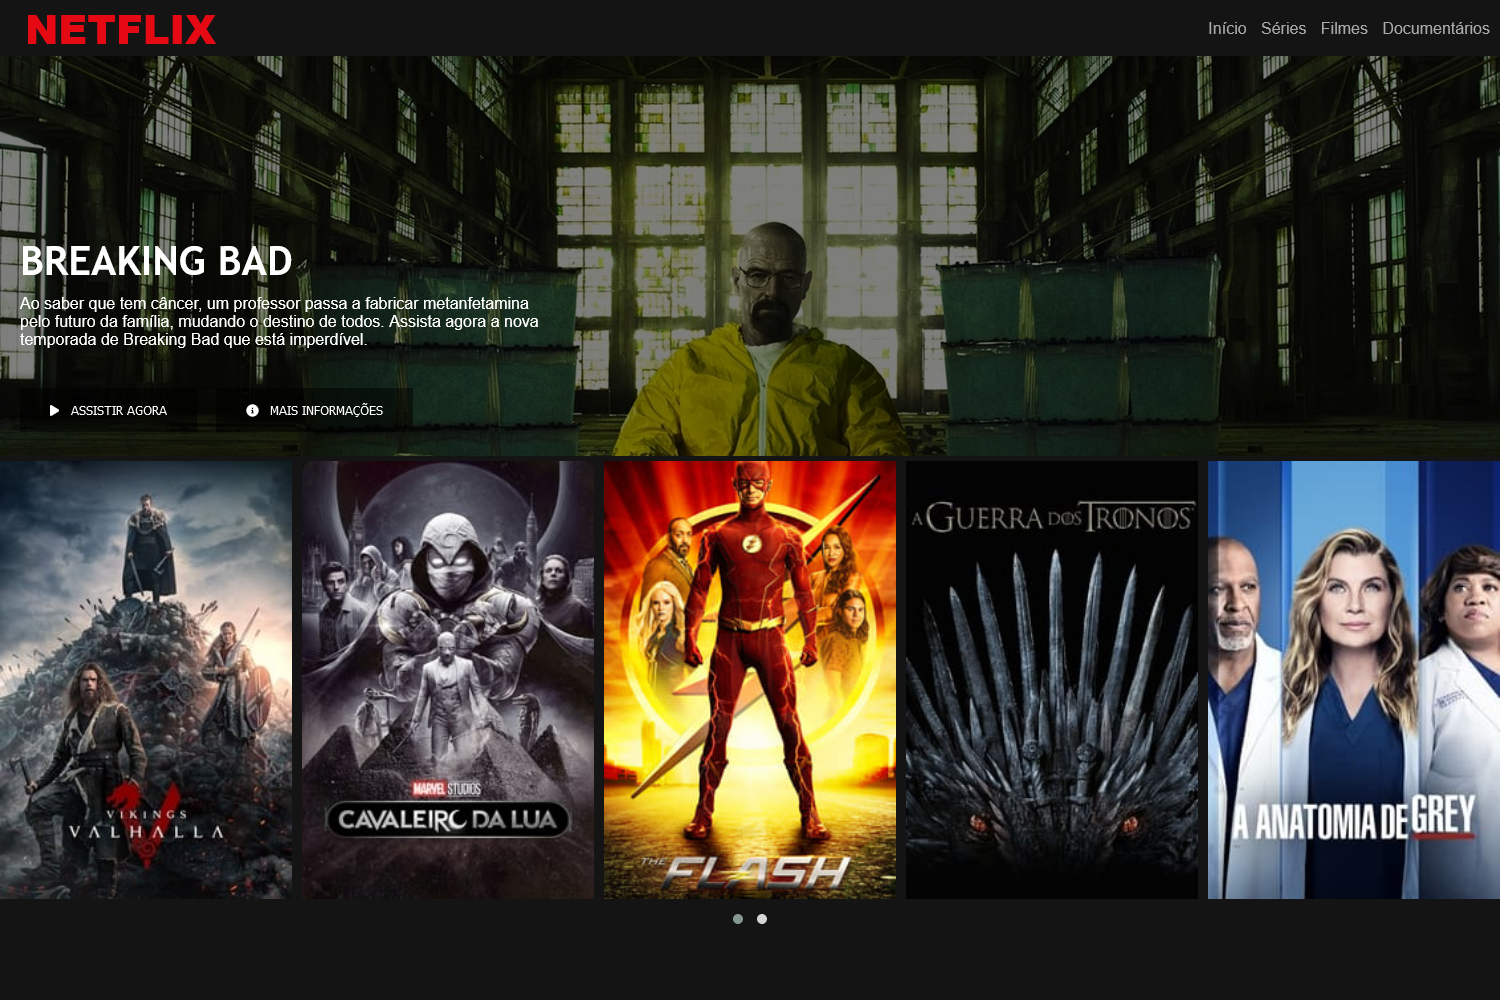 NETFLIX
Início Séries Filmes Documentários
BREAKING BAD
Ao saber que tem câncer, um professor passa a fabricar metanfetamina
pelo futuro da família, mudando o destino de todos. Assista agora a nova
temporada de Breaking Bad que está imperdível.
ASSISTIR AGORA MAIS INFORMAÇÕES
VIKINGS
VALHALLA
MARVEL STUDIOS
CAVALEIRO DA LUA
THE
FLASH
A GUERRA DOS TRONOS
A ANATOMIA DE GREY